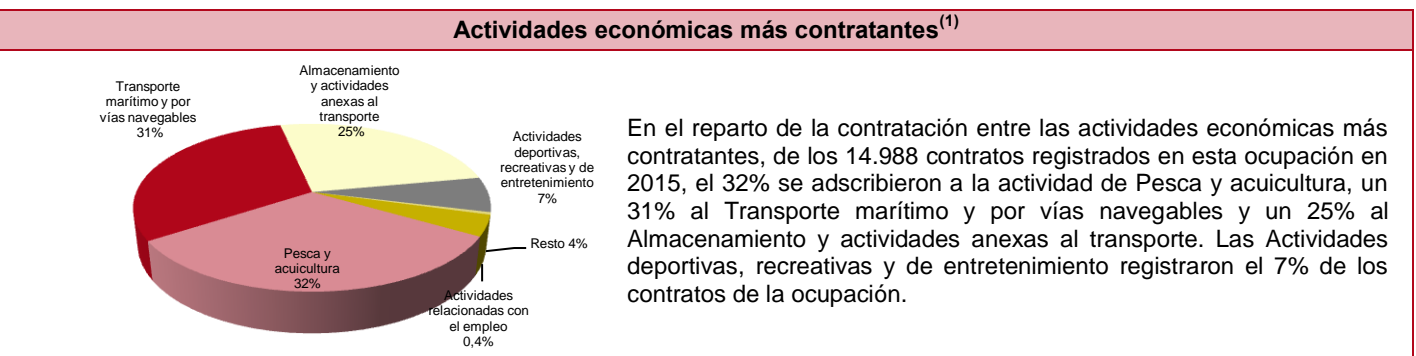 Actividades económicas más contratantes(1)
Transporte
marítimo y por
vías navegables
31%
Almacenamiento
y actividades
anexas al
transporte
25%
Actividades
deportivas,
recreativas y de
entretenimiento
7%
Resto 4%
Pesca y
acuicultura
32%
Actividades
relacionadas con
el empleo
0,4%
En el reparto de la contratación entre las actividades económicas más
contratantes, de los 14.988 contratos registrados en esta ocupación en
2015, el 32% se adscribieron a la actividad de Pesca y acuicultura, un
31% al Transporte marítimo y por vías navegables y un 25% al
Almacenamiento y actividades anexas al transporte. Las Actividades
deportivas, recreativas y de entretenimiento registraron el 7% de los
contratos de la ocupación.